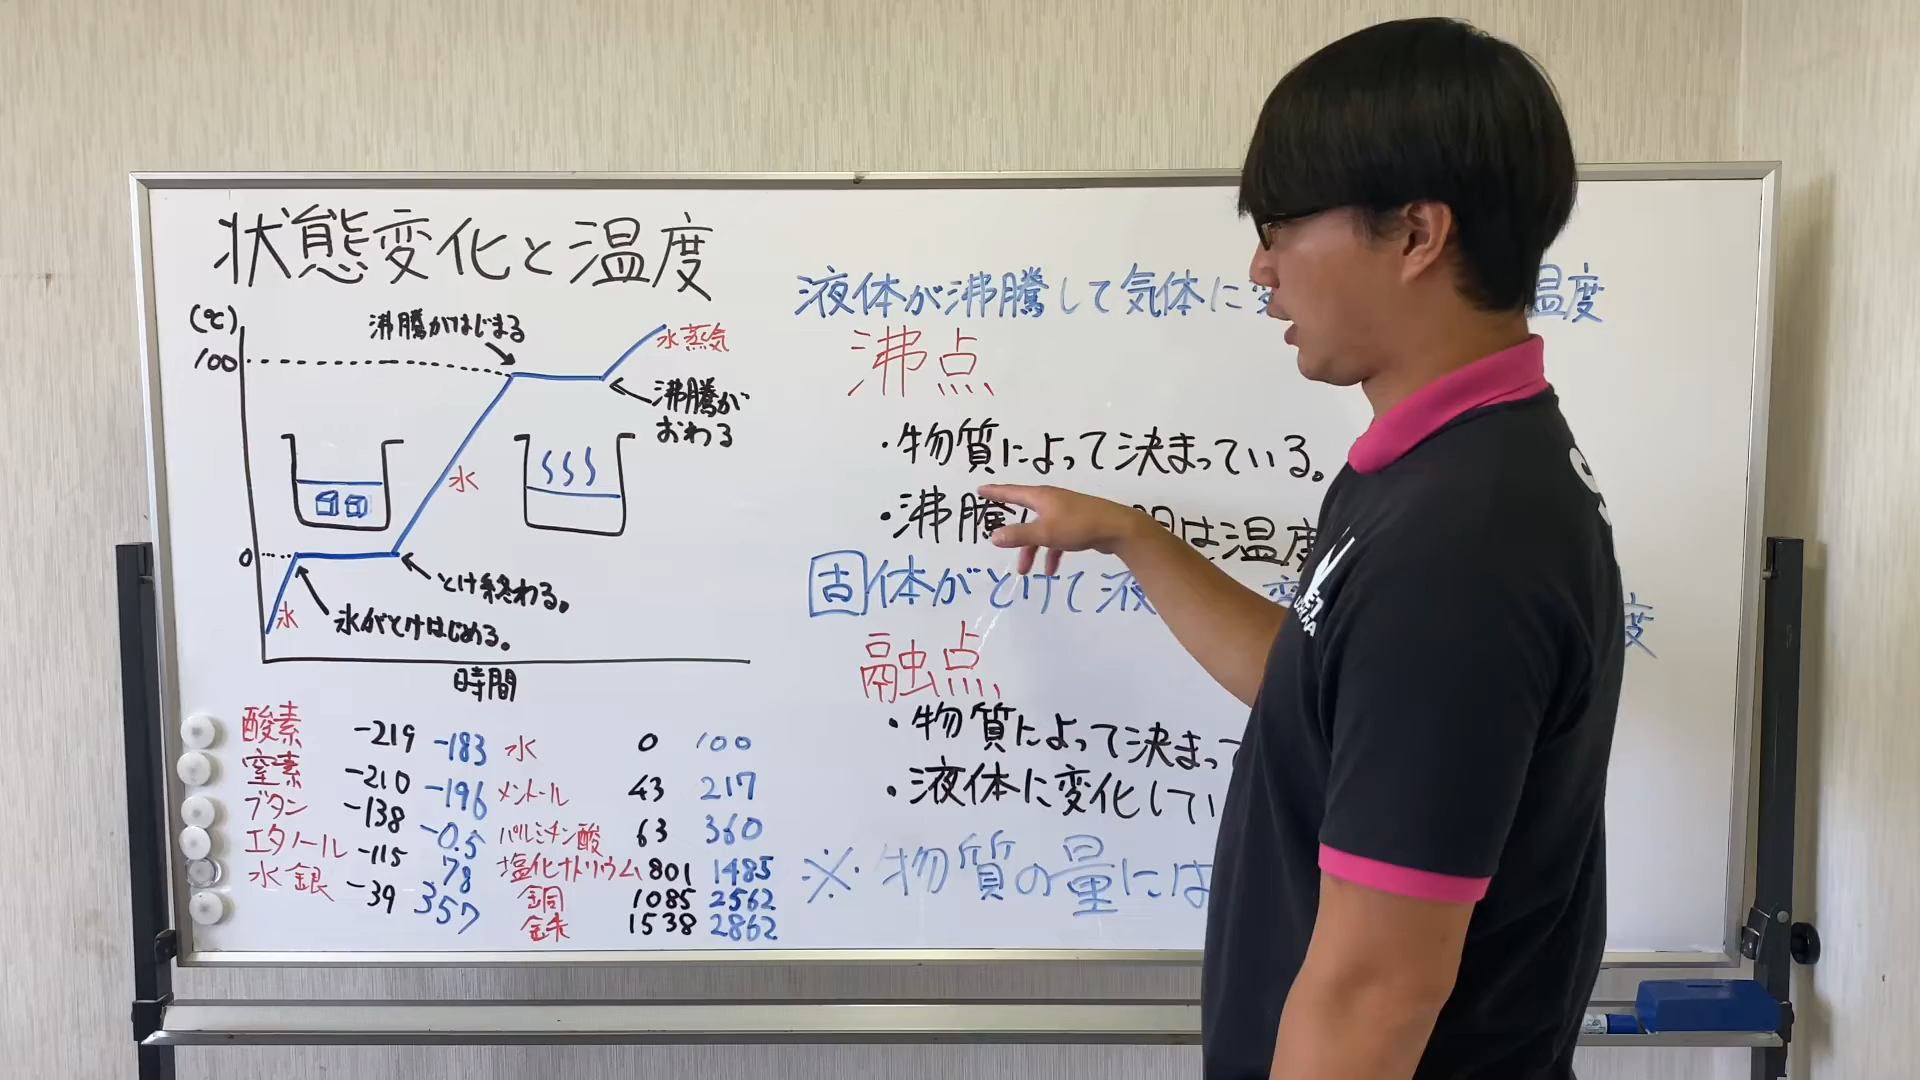 状態変化と温度
(℃)
100
0
沸騰がはじまる
水蒸気
沸騰が
おわる
水
とけ終わる。
氷
氷がとけはじめる。
時間
酸素 -219 -183
窒素 -210 -196
ブタン -138 -0.5
エタノール -115 78
水銀 -39 357
水 0 100
メントール 43 217
パルミチン酸 63 360
塩化ナトリウム 801 1485
銅 1085 2562
鉄 1538 2862
液体が沸騰して気体に 温度
沸点
・物質によって決まっている。
・沸騰 間は温度
固体がとけて液 変 度
融点
・物質によって決まっ
・液体に変化してい
※物質の量には